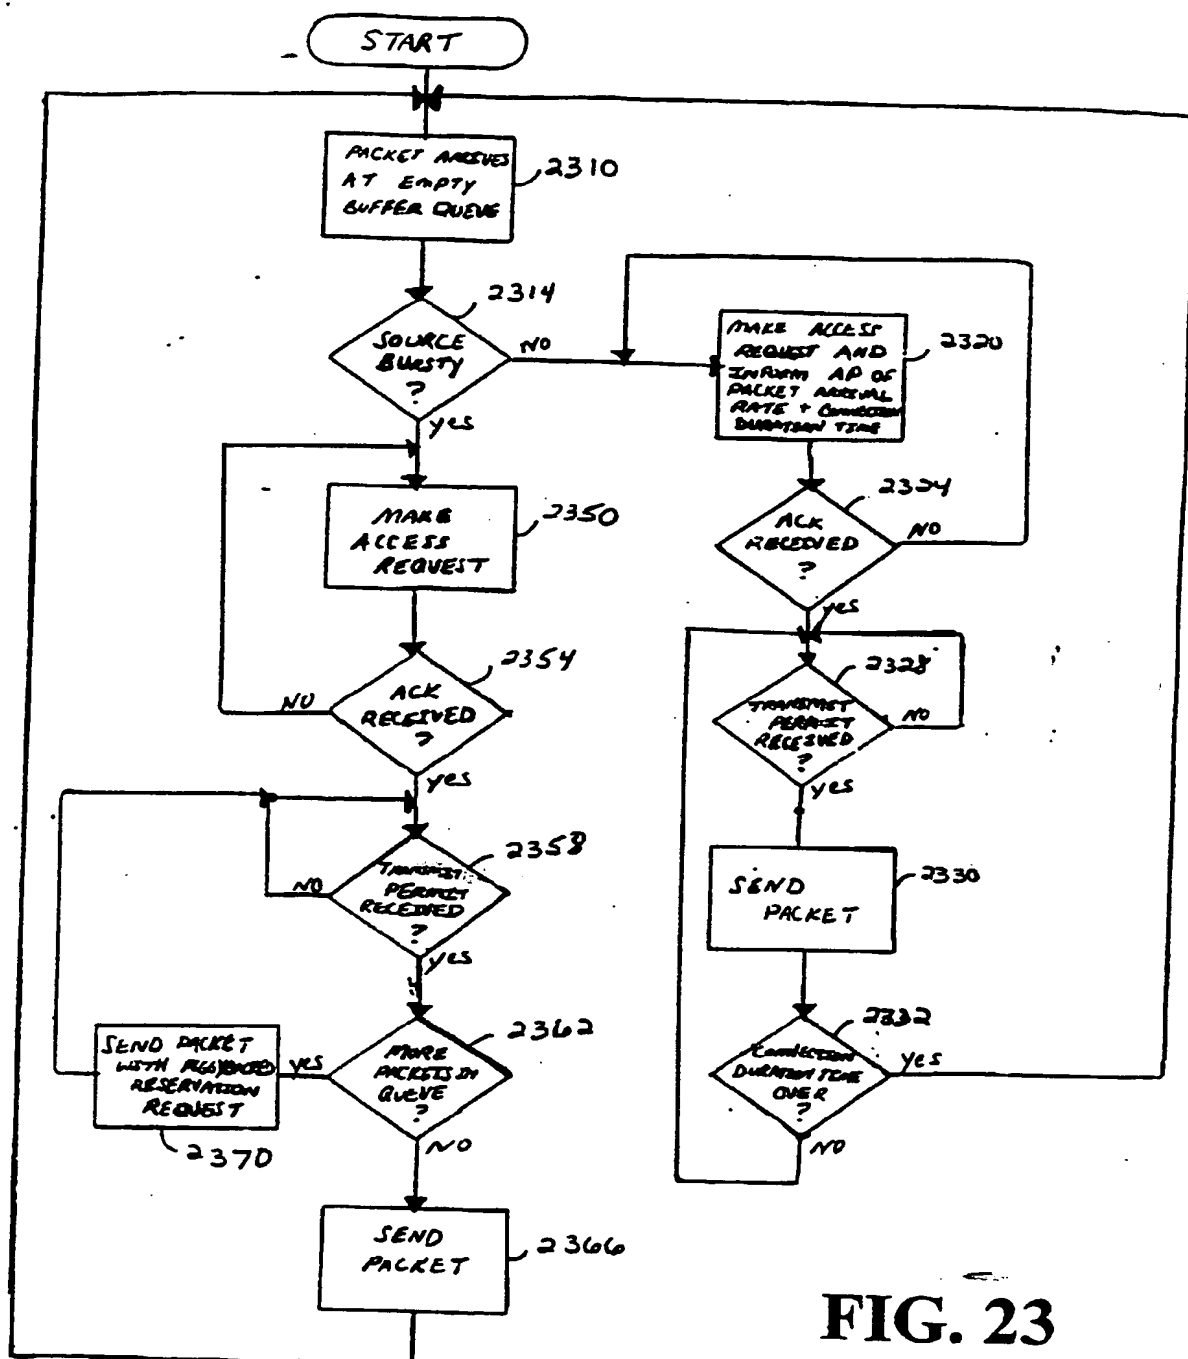 START
PACKET ARRIVES
AT EMPTY
BUFFER QUEUE
2310
SOURCE
BURSTY
?
2314
NO
yes
MAKE ACCESS
REQUEST AND
INFORM AP OF
PACKET ARRIVAL
RATE + CONNECTION
DURATION TIME
2320
ACK
RECEIVED
?
2324
NO
yes
TRANSMIT
PERMIT
RECEIVED
?
2328
NO
yes
SEND
PACKET
2330
CONNECTION
DURATION TIME
OVER
?
2332
yes
NO
MAKE
ACCESS
REQUEST
2350
ACK
RECEIVED
?
2354
NO
yes
TRANSMIT
PERMIT
RECEIVED
?
2358
NO
yes
MORE
PACKETS IN
QUEUE
?
2362
yes
NO
SEND PACKET
WITH PIGGYBACKED
RESERVATION
REQUEST
2370
SEND
PACKET
2366
FIG. 23